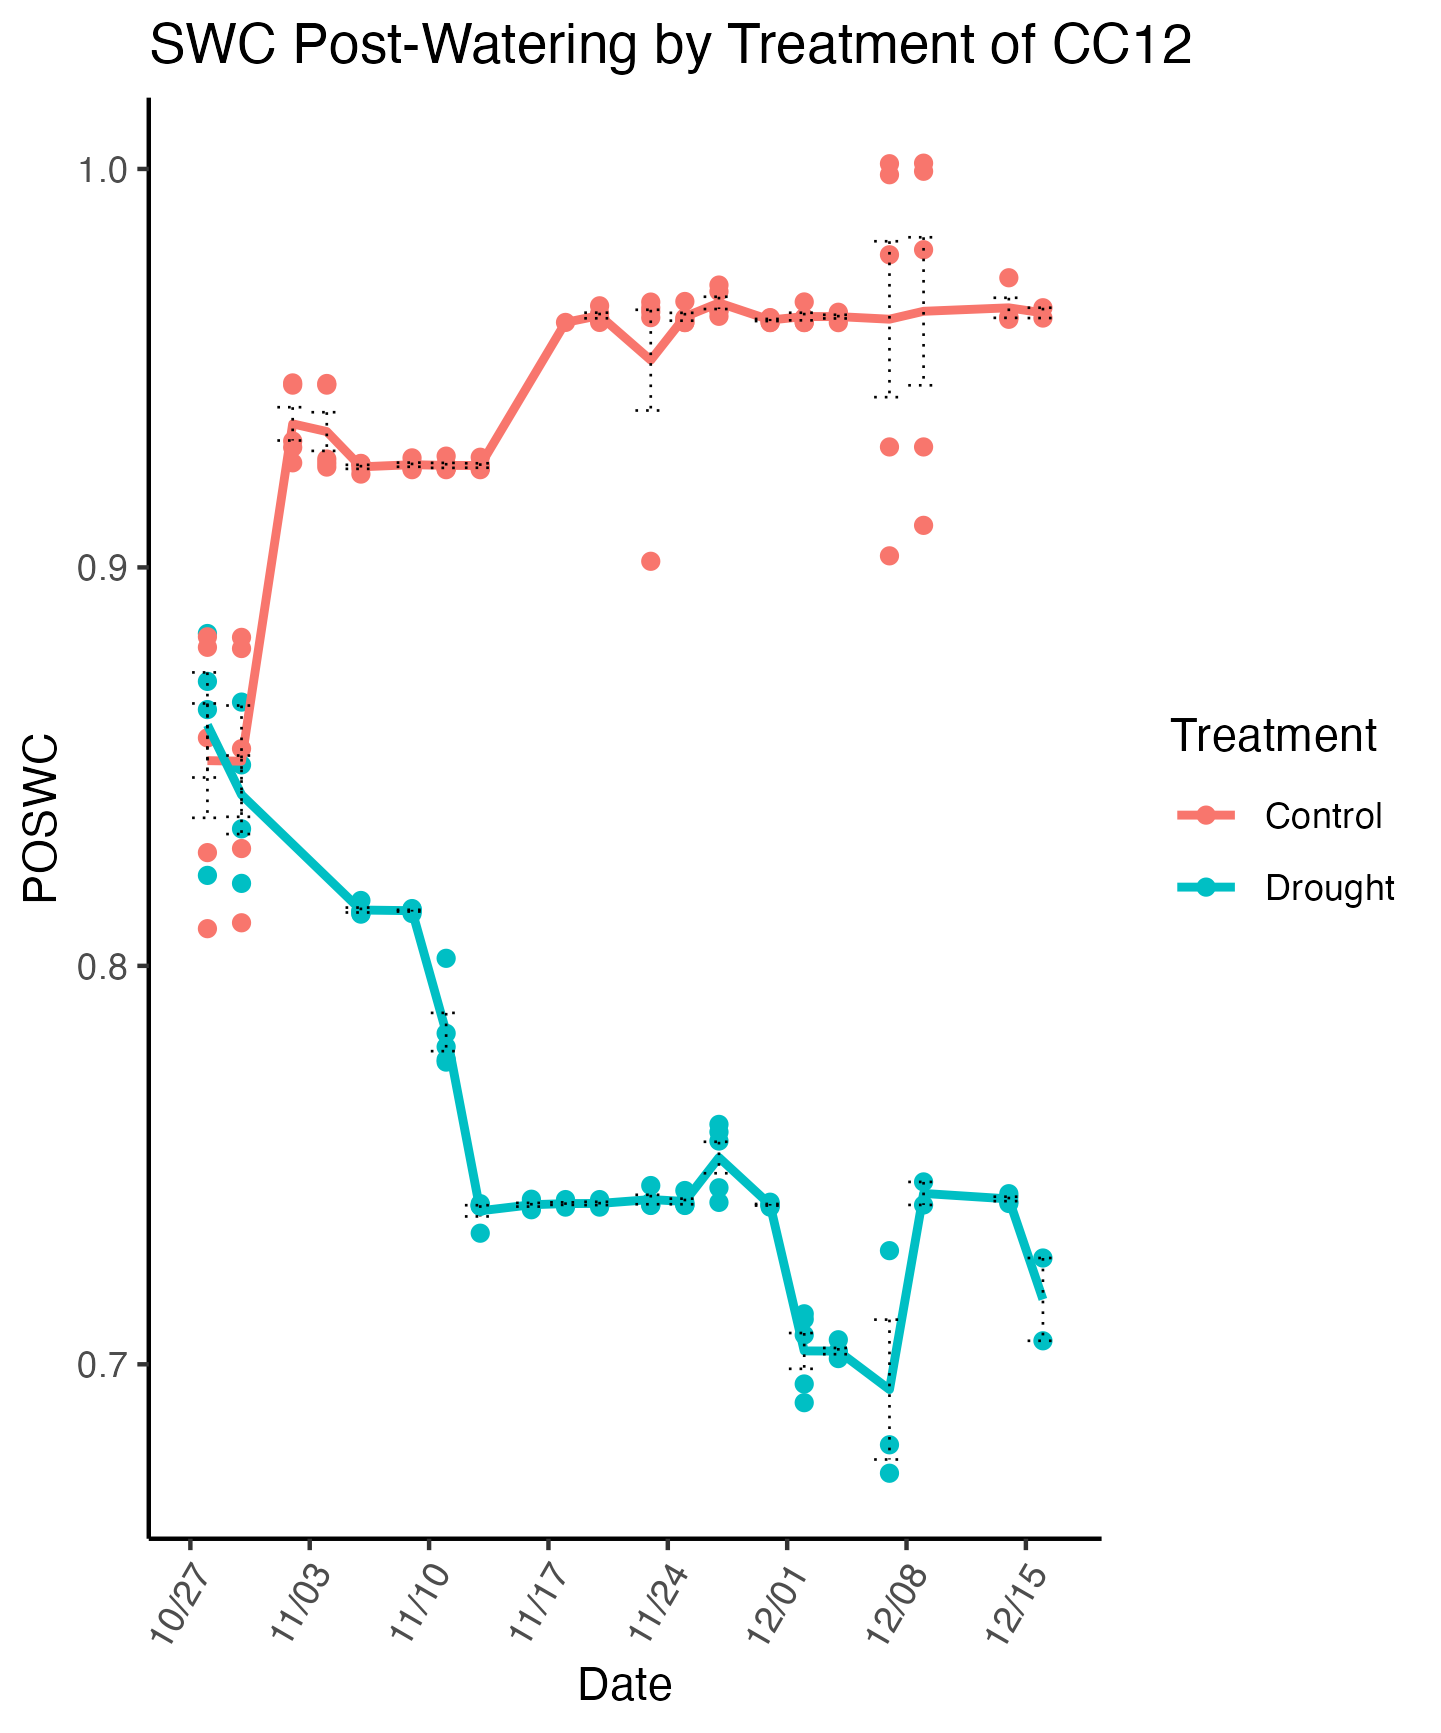 SWC Post-Watering by Treatment of CC12
POSWC
1.0
0.9
0.8
0.7
10/27
11/03
11/10
11/17
11/24
12/01
12/08
12/15
Date
Treatment
Control
Drought